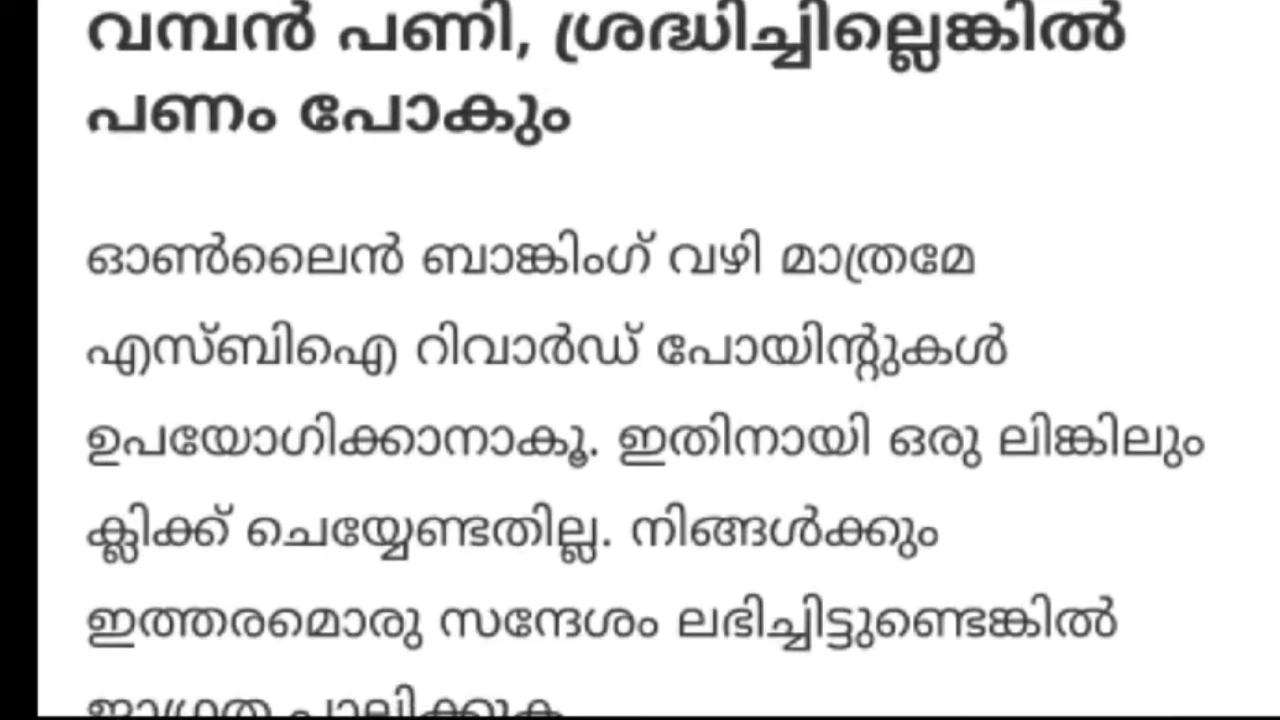 വമ്പൻ പണി, ശ്രദ്ധിച്ചില്ലെങ്കിൽ
പണം പോകും
ഓൺലൈൻ ബാങ്കിംഗ് വഴി മാത്രമേ
എസ്ബിഐ റിവാർഡ് പോയിന്റുകൾ
ഉപയോഗിക്കാനാകൂ. ഇതിനായി ഒരു ലിങ്കിലും
ക്ലിക്ക് ചെയ്യേണ്ടതില്ല. നിങ്ങൾക്കും
ഇത്തരമൊരു സന്ദേശം ലഭിച്ചിട്ടുണ്ടെങ്കിൽ
ജാഗ്രത പാലിക്കുക